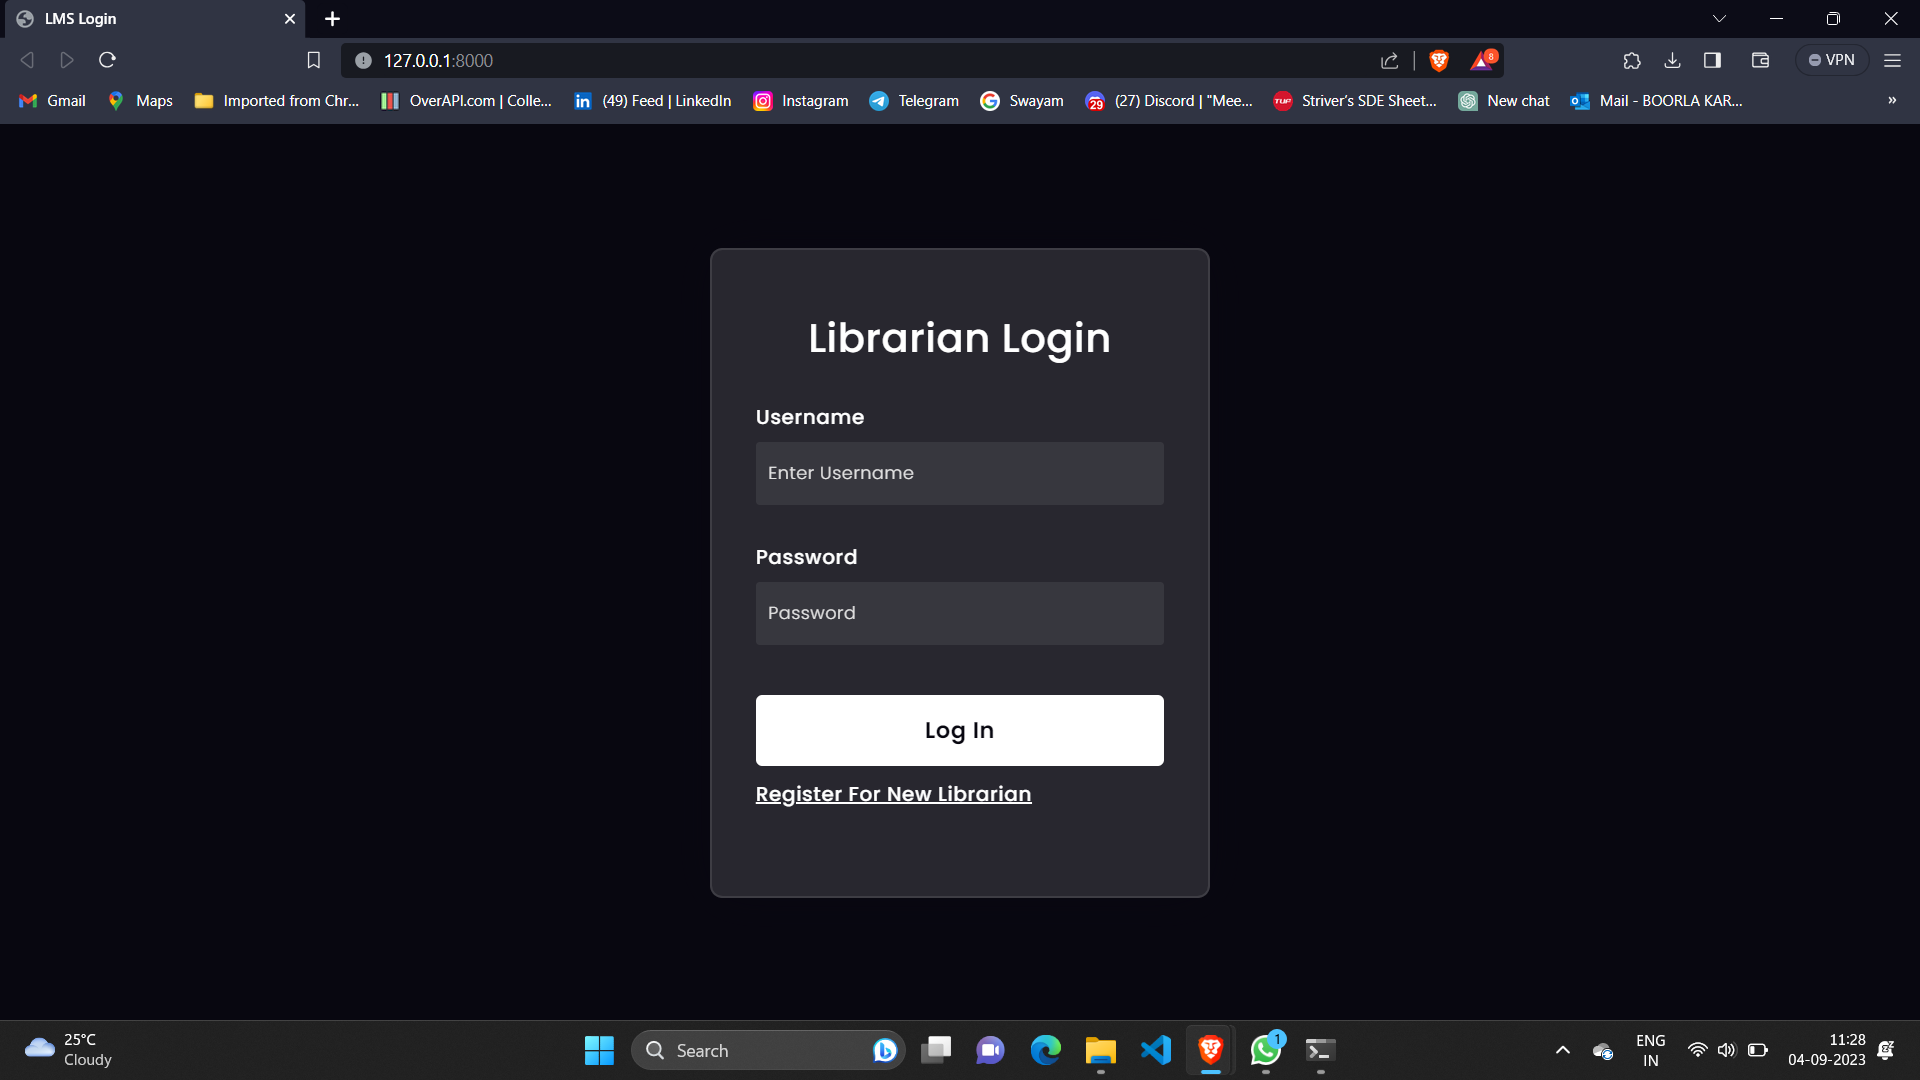 LMS Login
127.0.0.1:8000
8
VPN
Gmail
Maps
Imported from Chr...
OverAPI.com | Colle...
(49) Feed | LinkedIn
Instagram
Telegram
Swayam
29
(27) Discord | "Mee...
TUF
Striver's SDE Sheet...
New chat
Mail - BOORLA KAR...
»
Librarian Login
Username
Enter Username
Password
Password
Log In
Register For New Librarian
25°C
Cloudy
Search
1
ENG
IN
11:28
04-09-2023